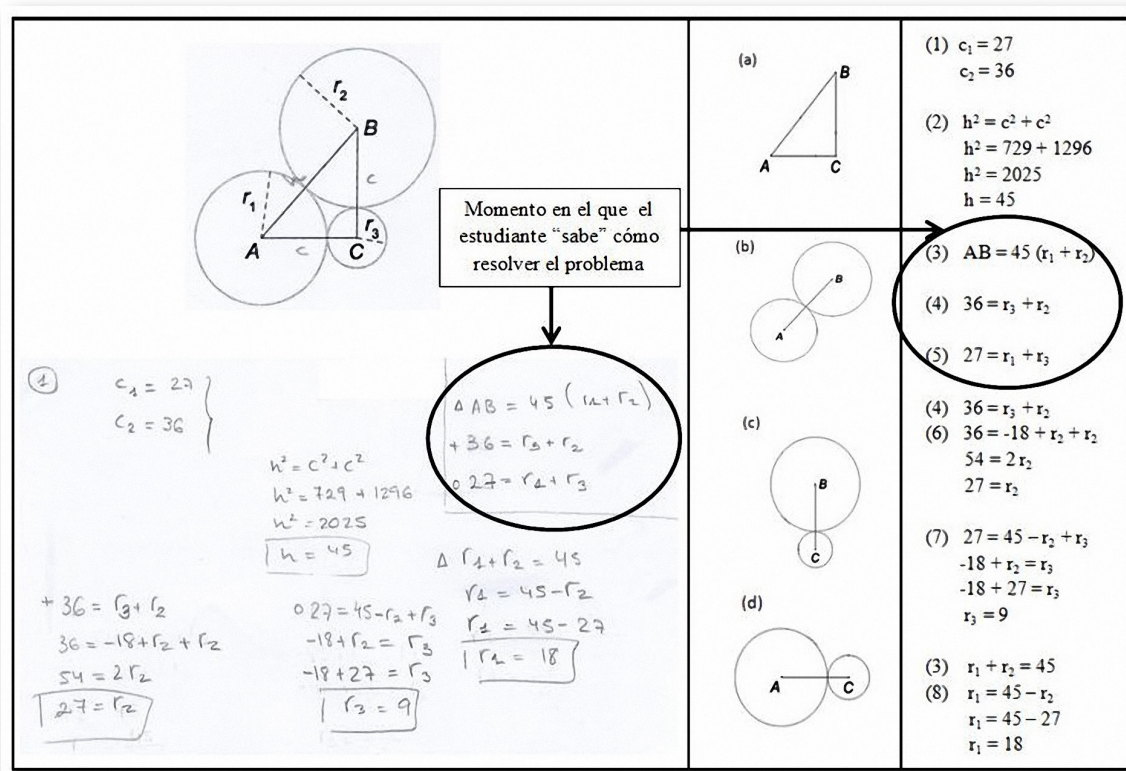 r₂
B
r₁
c
r₃
A
c
C
Momento en el que el
estudiante “sabe” cómo
resolver el problema
1
c₁ = 27
c₂ = 36
h² = c² + c²
h² = 729 + 1296
h² = 2025
h = 45
Δ AB = 45 (r₁ + r₂)
+ 36 = r₃ + r₂
o 27 = r₁ + r₃
+ 36 = r₃ + r₂
36 = -18 + r₂ + r₂
54 = 2r₂
27 = r₂
o 27 = 45 - r₂ + r₃
-18 + r₂ = r₃
-18 + 27 = r₃
r₃ = 9
Δ r₁ + r₂ = 45
r₁ = 45 - r₂
r₁ = 45 - 27
r₁ = 18
(a)
B
A
C
(b)
B
A
(c)
B
C
(d)
A
C
(1) c₁ = 27
c₂ = 36
(2) h² = c² + c²
h² = 729 + 1296
h² = 2025
h = 45
(3) AB = 45 (r₁ + r₂)
(4) 36 = r₃ + r₂
(5) 27 = r₁ + r₃
(4) 36 = r₃ + r₂
(6) 36 = -18 + r₂ + r₂
54 = 2 r₂
27 = r₂
(7) 27 = 45 – r₂ + r₃
-18 + r₂ = r₃
-18 + 27 = r₃
r₃ = 9
(3) r₁ + r₂ = 45
(8) r₁ = 45 – r₂
r₁ = 45 – 27
r₁ = 18